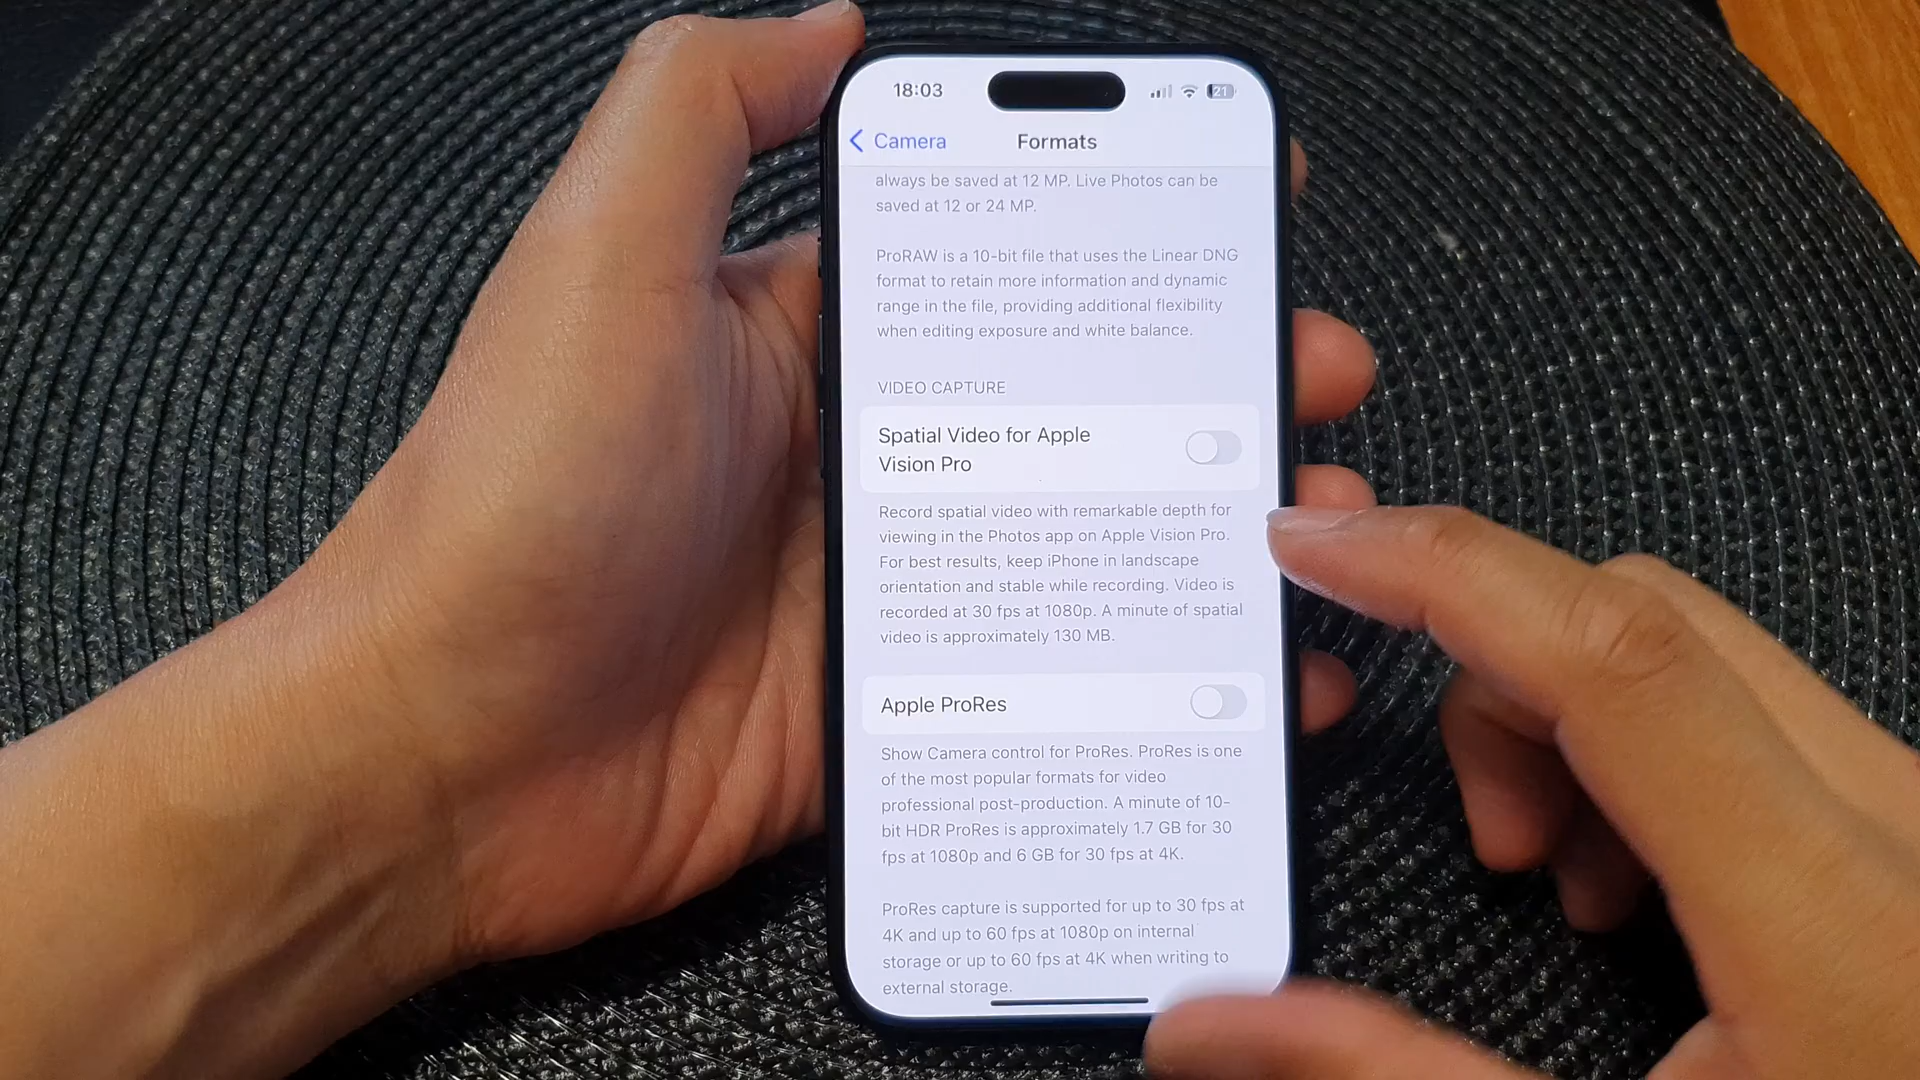 18:03
21
Camera
Formats
always be saved at 12 MP. Live Photos can be
saved at 12 or 24 MP.
ProRAW is a 10-bit file that uses the Linear DNG
format to retain more information and dynamic
range in the file, providing additional flexibility
when editing exposure and white balance.
VIDEO CAPTURE
Spatial Video for Apple
Vision Pro
Record spatial video with remarkable depth for
viewing in the Photos app on Apple Vision Pro.
For best results, keep iPhone in landscape
orientation and stable while recording. Video is
recorded at 30 fps at 1080p. A minute of spatial
video is approximately 130 MB.
Apple ProRes
Show Camera control for ProRes. ProRes is one
of the most popular formats for video
professional post-production. A minute of 10-
bit HDR ProRes is approximately 1.7 GB for 30
fps at 1080p and 6 GB for 30 fps at 4K.
ProRes capture is supported for up to 30 fps at
4K and up to 60 fps at 1080p on internal
storage or up to 60 fps at 4K when writing to
external storage.